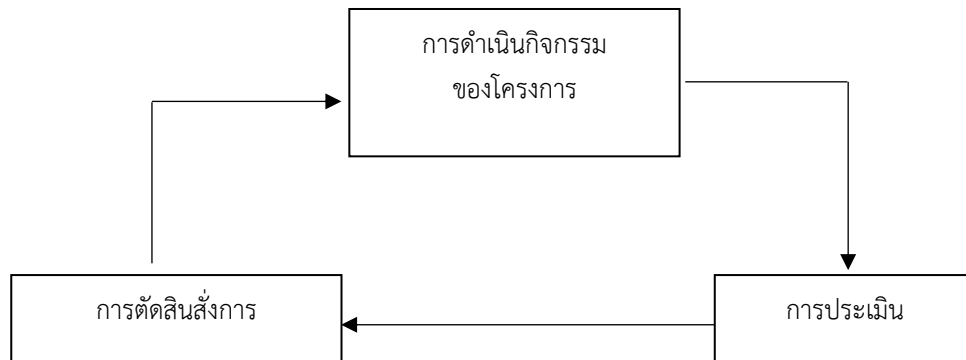 การดำเนินกิจกรรม
ของโครงการ
การตัดสินสั่งการ
การประเมิน